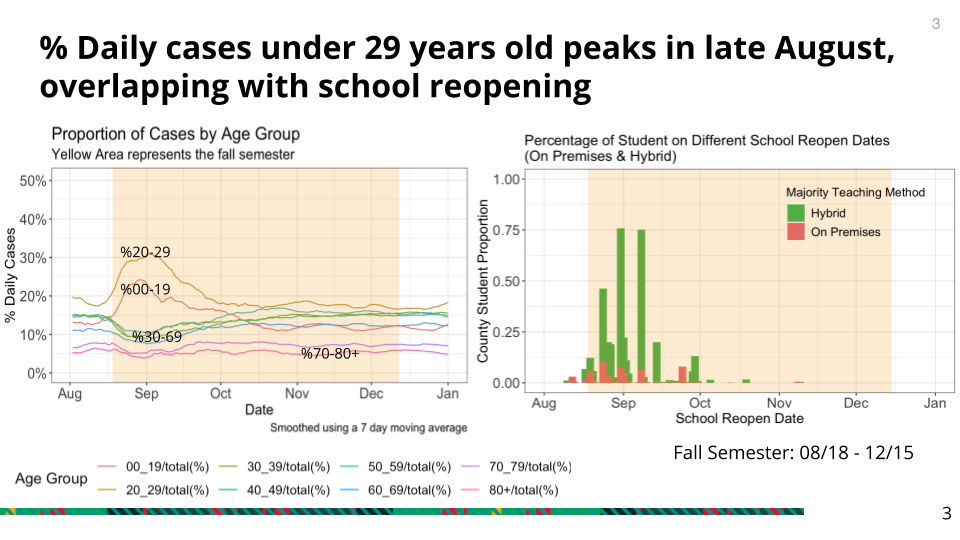 3
% Daily cases under 29 years old peaks in late August,
overlapping with school reopening
Proportion of Cases by Age Group
Yellow Area represents the fall semester
% Daily Cases
50%
40%
30%
20%
10%
0%
%20-29
%00-19
%30-69
%70-80+
Aug Sep Oct Nov Dec Jan
Date
Smoothed using a 7 day moving average
Age Group
00_19/total(%) 30_39/total(%) 50_59/total(%) 70_79/total(%)
20_29/total(%) 40_49/total(%) 60_69/total(%) 80+/total(%)
Percentage of Student on Different School Reopen Dates
(On Premises & Hybrid)
County Student Proportion
1.00
0.75
0.50
0.25
0.00
Majority Teaching Method
Hybrid
On Premises
Aug Sep Oct Nov Dec Jan
School Reopen Date
Fall Semester: 08/18 - 12/15
3